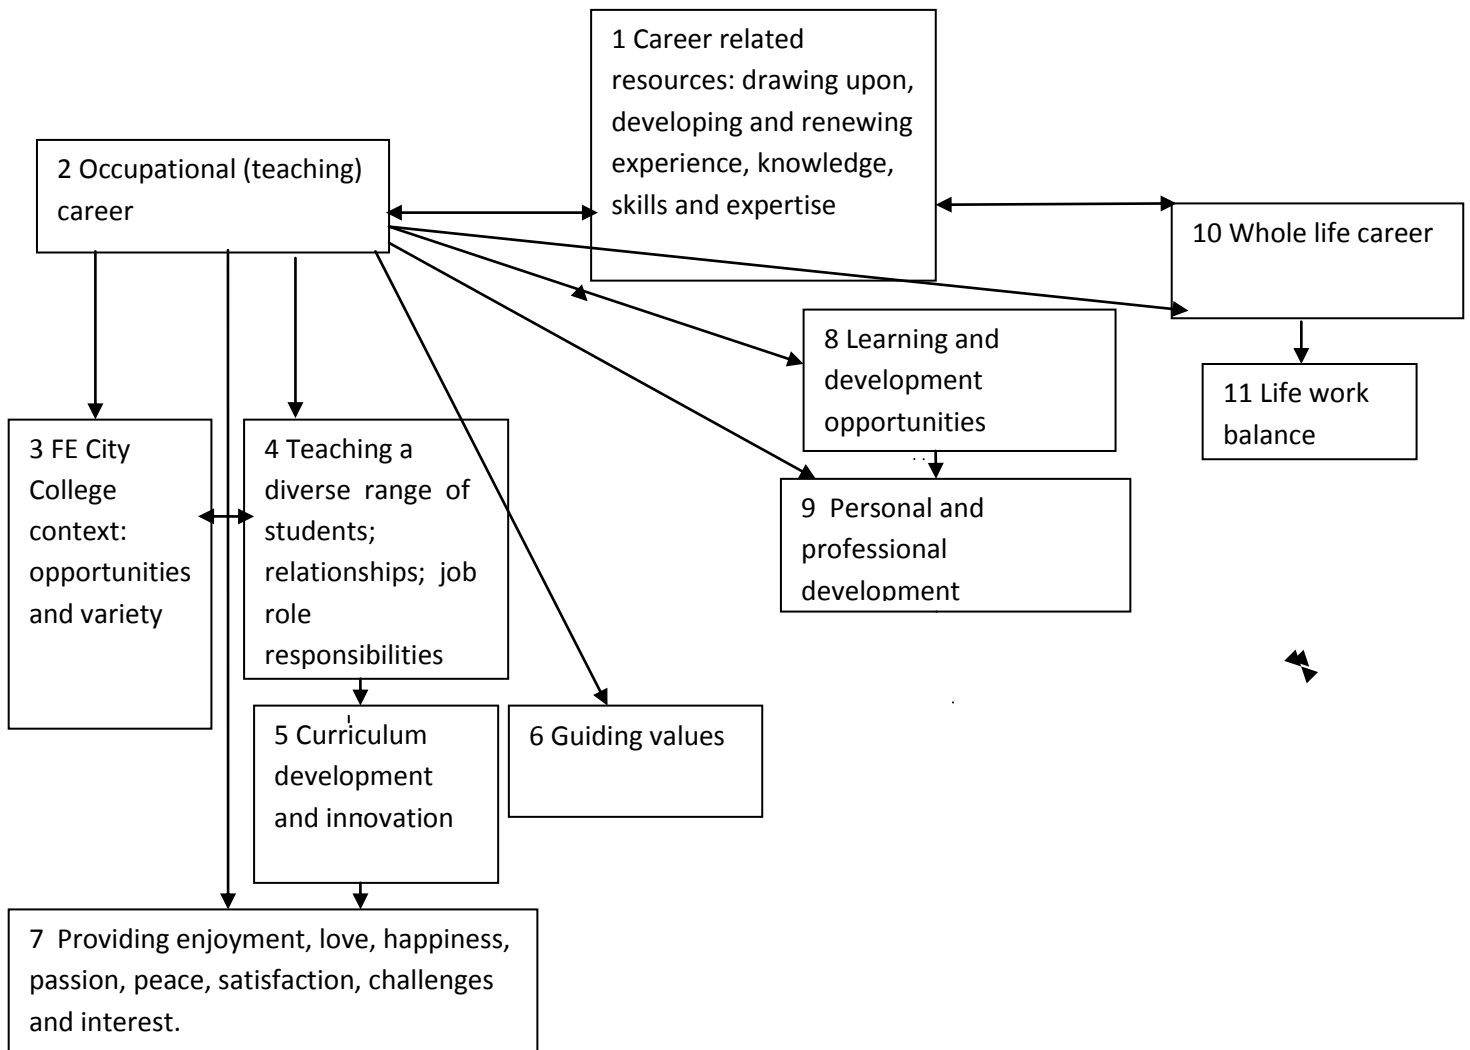 1 Career related
resources: drawing upon,
developing and renewing
experience, knowledge,
skills and expertise
2 Occupational (teaching)
career
10 Whole life career
8 Learning and
development
opportunities
11 Life work
balance
3 FE City
College
context:
opportunities
and variety
4 Teaching a
diverse range of
students;
relationships; job
role
responsibilities
9 Personal and
professional
development
5 Curriculum
development
and innovation
6 Guiding values
7 Providing enjoyment, love, happiness,
passion, peace, satisfaction, challenges
and interest.